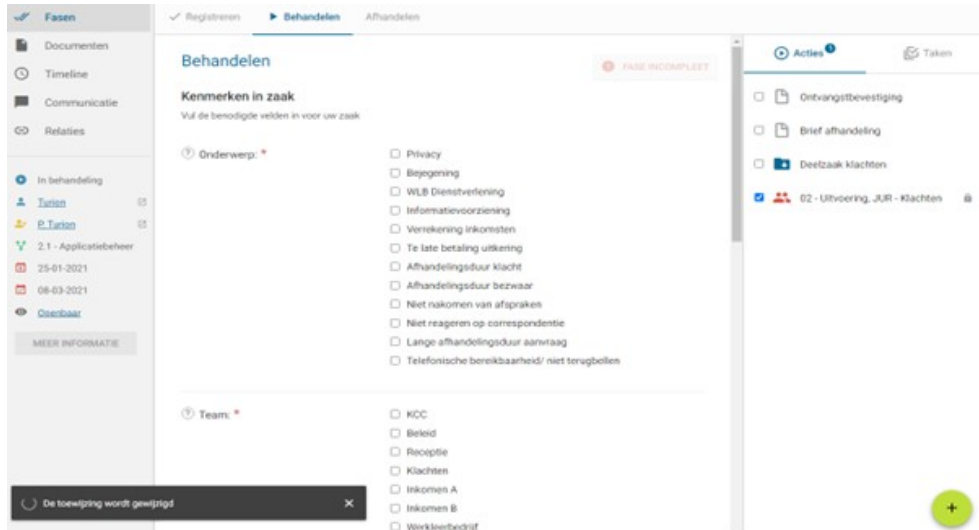 Fasen
Documenten
Timeline
Communicatie
Relaties
In behandeling
Turion
P. Turion
2.1 - Applicatiebeheer
25-01-2021
08-03-2021
Openbaar
MEER INFORMATIE
Registreren
Behandelen
Afhandelen
Behandelen
FASE INCOMPLEET
Kenmerken in zaak
Vul de benodigde velden in voor uw zaak
? Onderwerp: *
Privacy
Bejegening
WLB Dienstverlening
Informatievoorziening
Verrekening inkomsten
Te late betaling uitkering
Afhandelingsduur klacht
Afhandelingsduur bezwaar
Niet nakomen van afspraken
Niet reageren op correspondentie
Lange afhandelingsduur aanvraag
Telefonische bereikbaarheid/ niet terugbellen
? Team: *
KCC
Beleid
Receptie
Klachten
Inkomen A
Inkomen B
Werkleerbedrijf
De toewijzing wordt gewijzigd
Acties 1
Taken
Ontvangstbevestiging
Brief afhandeling
Deelzaak klachten
02 - Uitvoering, JUR - Klachten